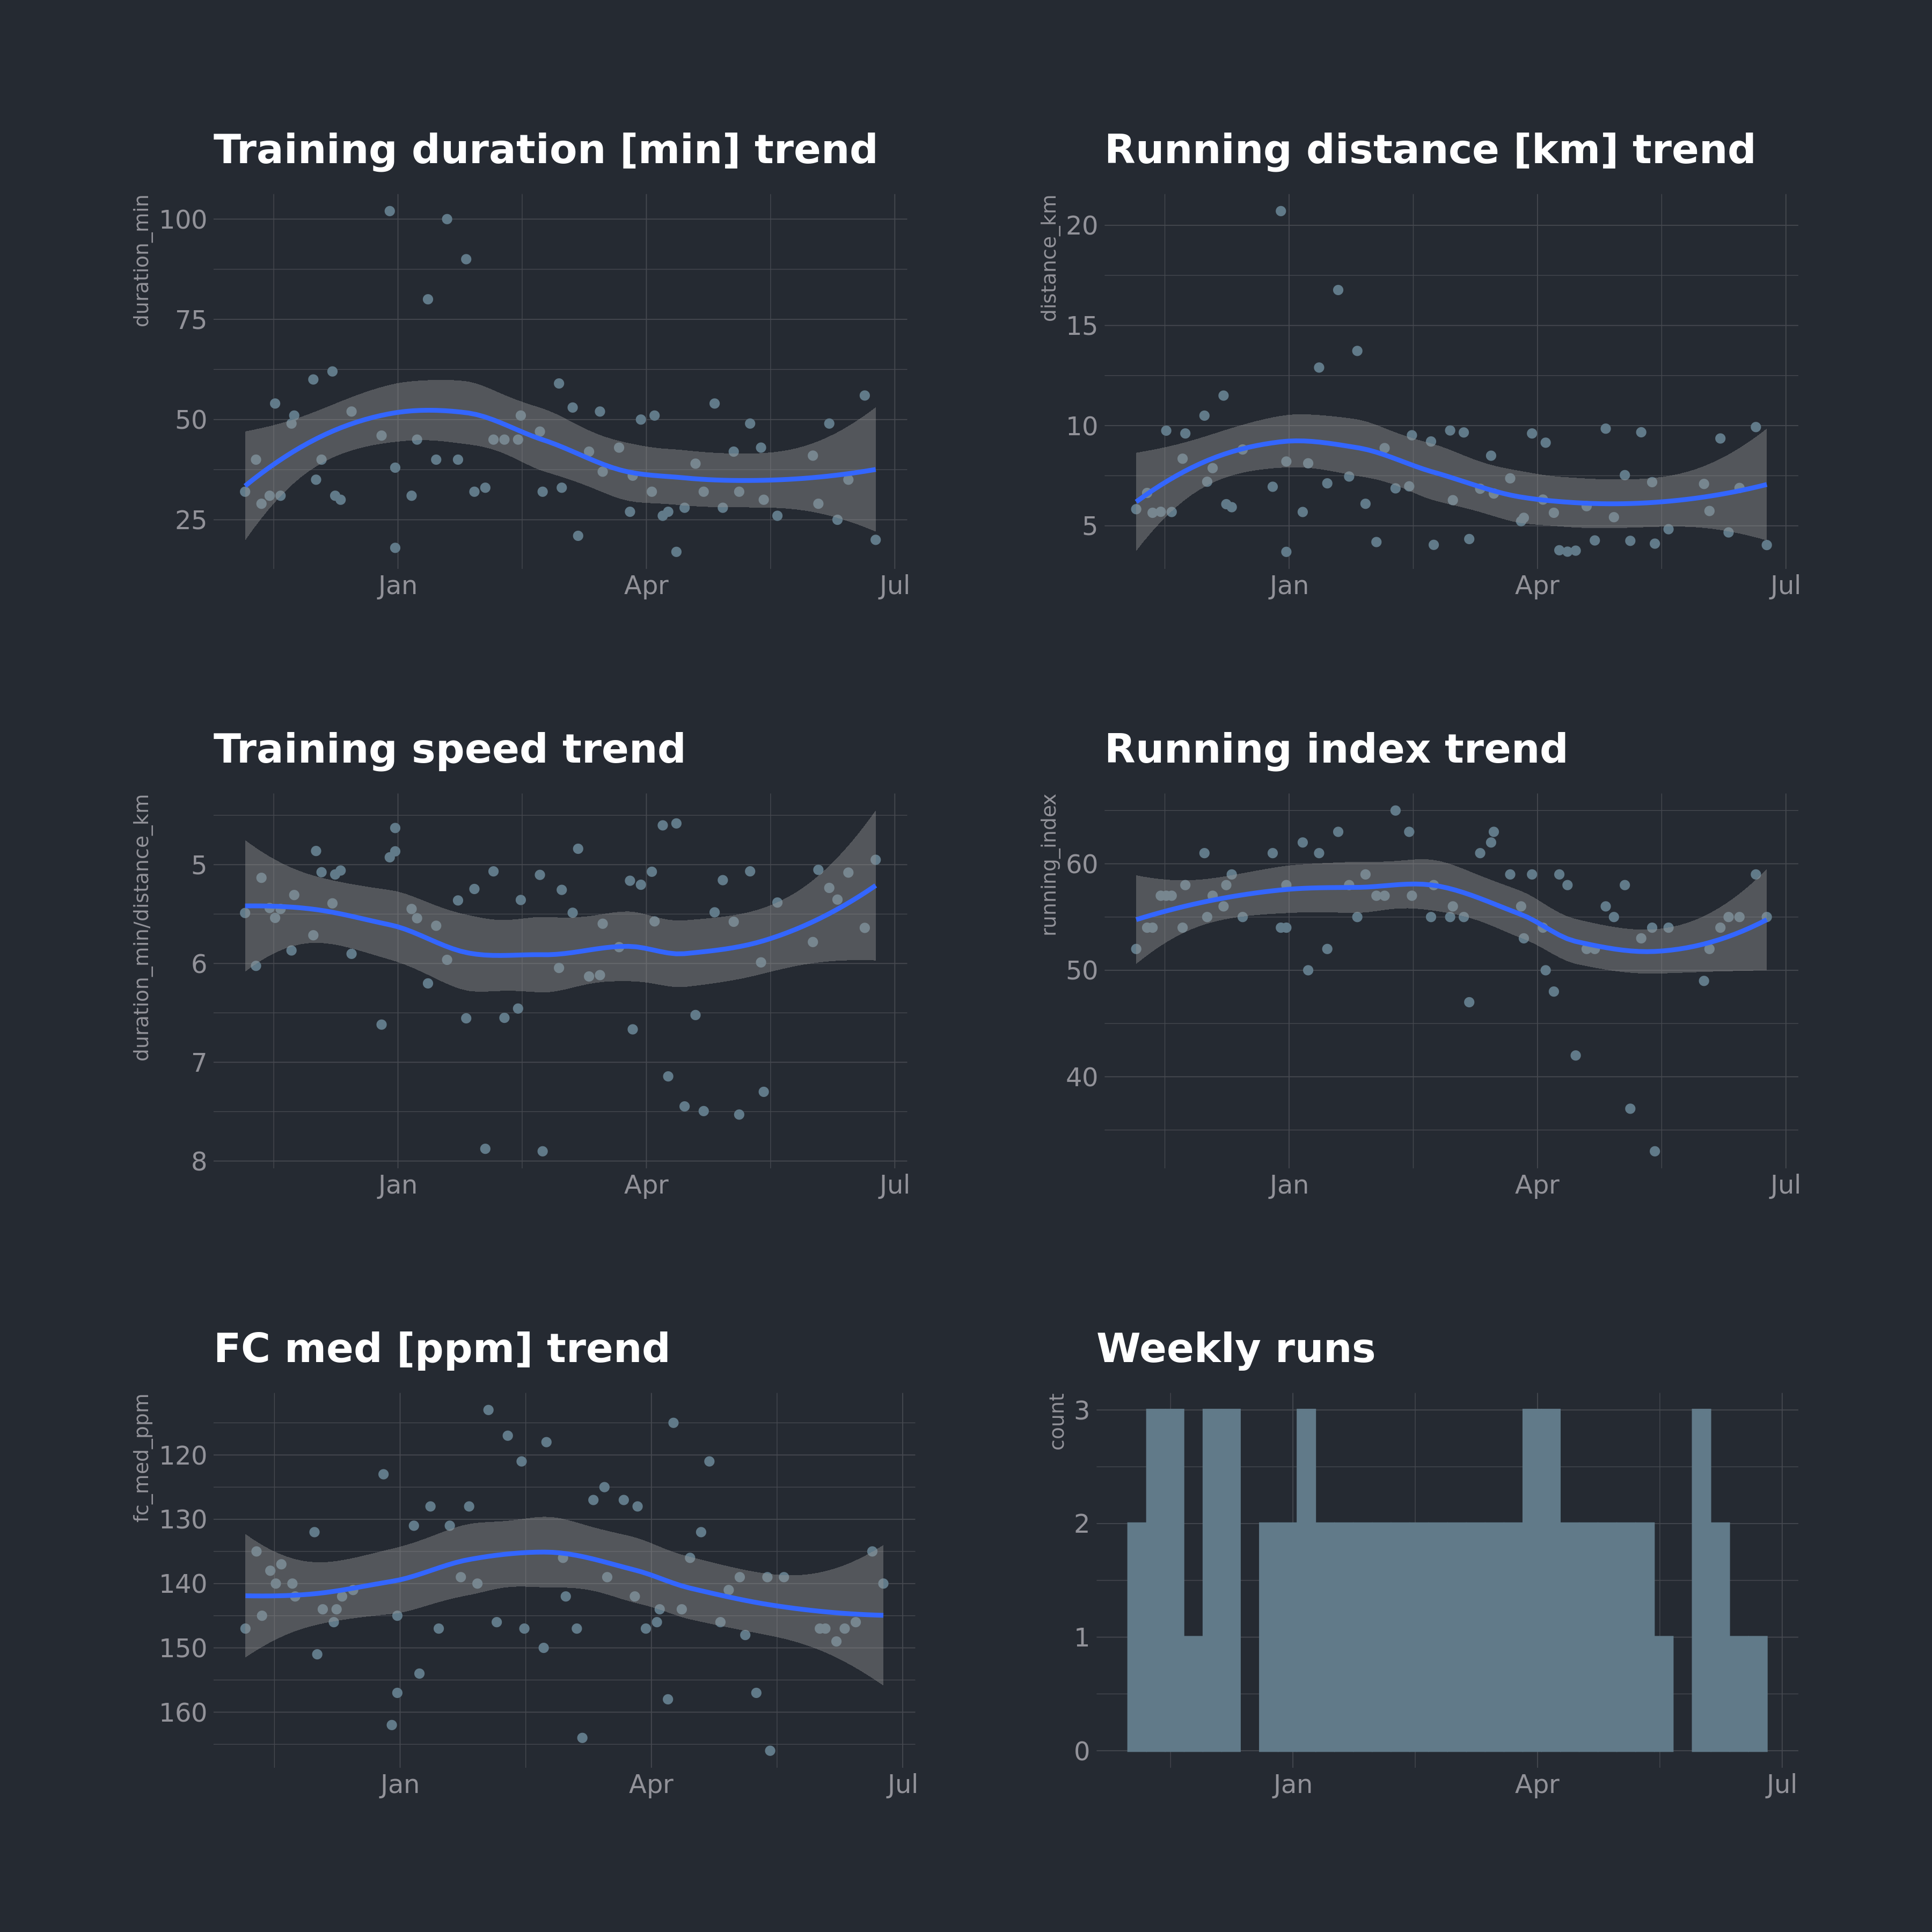 Training duration [min] trend
duration_min
100
75
50
25
Jan Apr Jul
Running distance [km] trend
distance_km
20
15
10
5
Jan Apr Jul
Training speed trend
duration_min/distance_km
5
6
7
8
Jan Apr Jul
Running index trend
running_index
60
50
40
Jan Apr Jul
FC med [ppm] trend
fc_med_ppm
120
130
140
150
160
Jan Apr Jul
Weekly runs
count
3
2
1
0
Jan Apr Jul